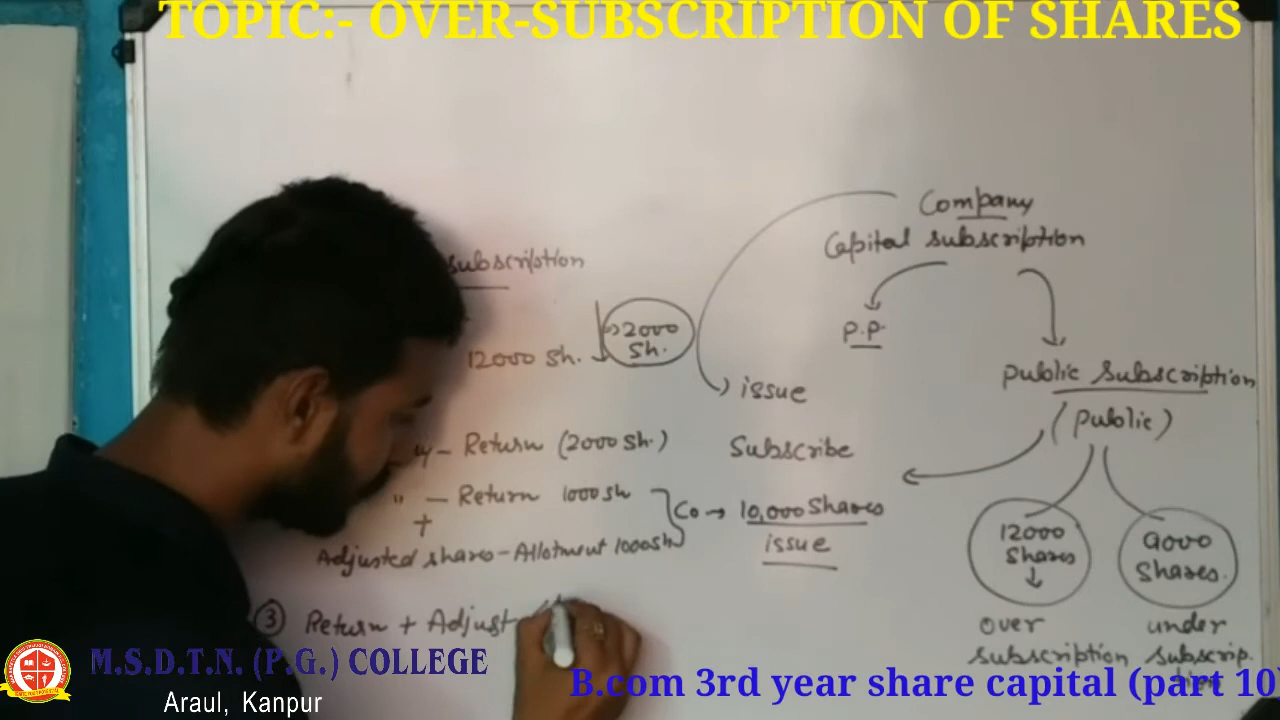 TOPIC:- OVER-SUBSCRIPTION OF SHARES
subscription
2000
Sh.
12000 Sh.
y - Return (2000 Sh.)
" - Return 1000 Sh
+
Adjusted shares - Allotment 1000 Sh
③ Return + Adjust
Company
Capital subscription
P.P.
issue
Subscribe
Co → 10,000 Shares
issue
Public Subscription
(Public)
12000
Shares
↓
over
subscription
9000
Shares.
under
subscrip.
M.S.D.T.N. (P.G.) COLLEGE
Araul, Kanpur
B.com 3rd year share capital (part 10)